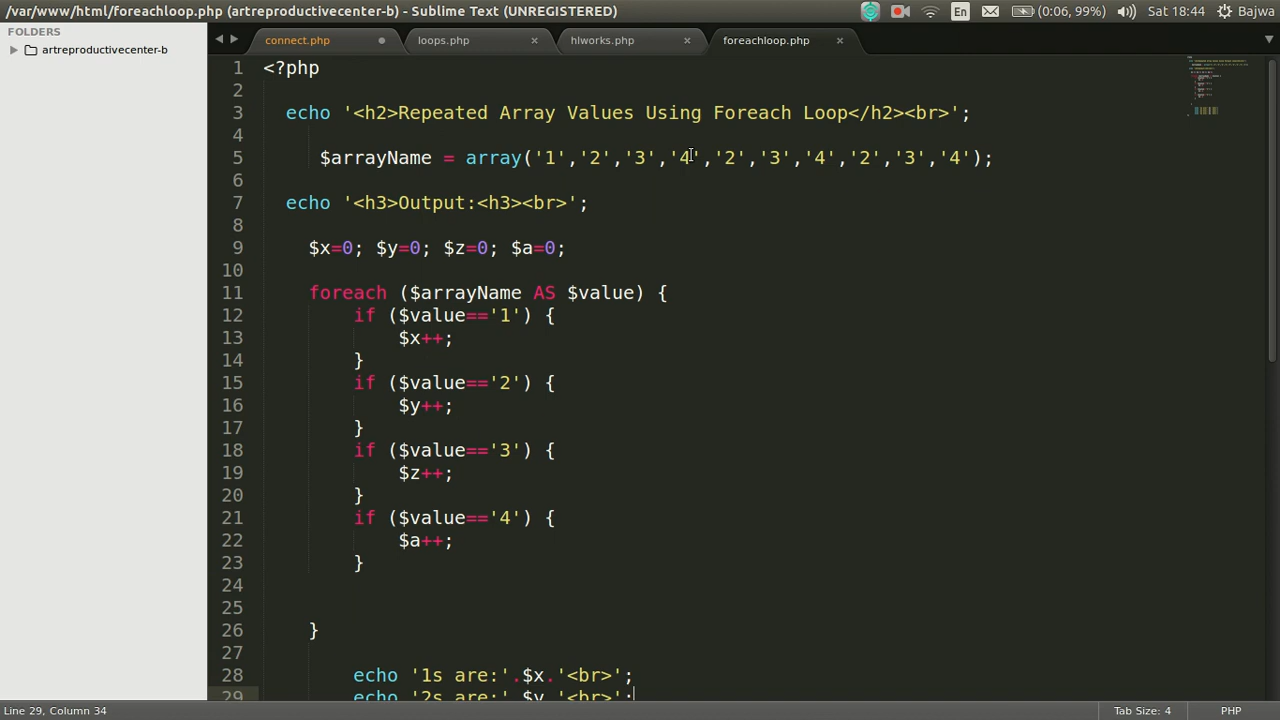 /var/www/html/foreachloop.php (artreproductivecenter-b) - Sublime Text (UNREGISTERED)
En
(0:06, 99%)
Sat 18:44
Bajwa
FOLDERS
artreproductivecenter-b
connect.php
loops.php
hlworks.php
foreachloop.php
1 <?php
2
3 echo '<h2>Repeated Array Values Using Foreach Loop</h2><br>';
4
5 $arrayName = array('1','2','3','4','2','3','4','2','3','4');
6
7 echo '<h3>Output:<h3><br>';
8
9 $x=0; $y=0; $z=0; $a=0;
10
11 foreach ($arrayName AS $value) {
12 if ($value=='1') {
13 $x++;
14 }
15 if ($value=='2') {
16 $y++;
17 }
18 if ($value=='3') {
19 $z++;
20 }
21 if ($value=='4') {
22 $a++;
23 }
24
25
26 }
27
28 echo '1s are:'.$x.'<br>';
29 echo '2s are:'.$y.'<br>';
Line 29, Column 34
Tab Size: 4
PHP